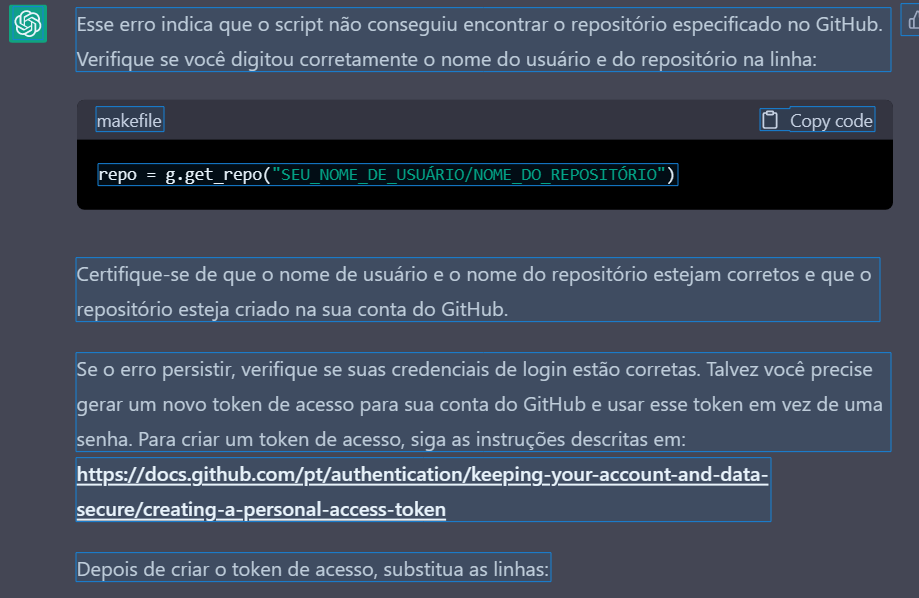 Esse erro indica que o script não conseguiu encontrar o repositório especificado no GitHub.
Verifique se você digitou corretamente o nome do usuário e do repositório na linha:
makefile
Copy code
repo = g.get_repo("SEU_NOME_DE_USUÁRIO/NOME_DO_REPOSITÓRIO")
Certifique-se de que o nome de usuário e o nome do repositório estejam corretos e que o
repositório esteja criado na sua conta do GitHub.
Se o erro persistir, verifique se suas credenciais de login estão corretas. Talvez você precise
gerar um novo token de acesso para sua conta do GitHub e usar esse token em vez de uma
senha. Para criar um token de acesso, siga as instruções descritas em:
https://docs.github.com/pt/authentication/keeping-your-account-and-data-
secure/creating-a-personal-access-token
Depois de criar o token de acesso, substitua as linhas: